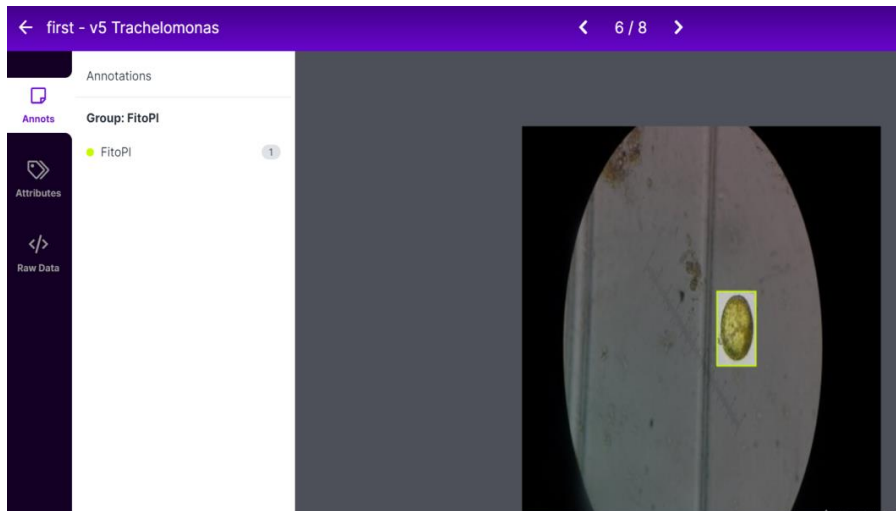 first - v5 Trachelomonas
6 / 8
Annots
Attributes
Raw Data
Annotations
Group: FitoPl
FitoPl
1